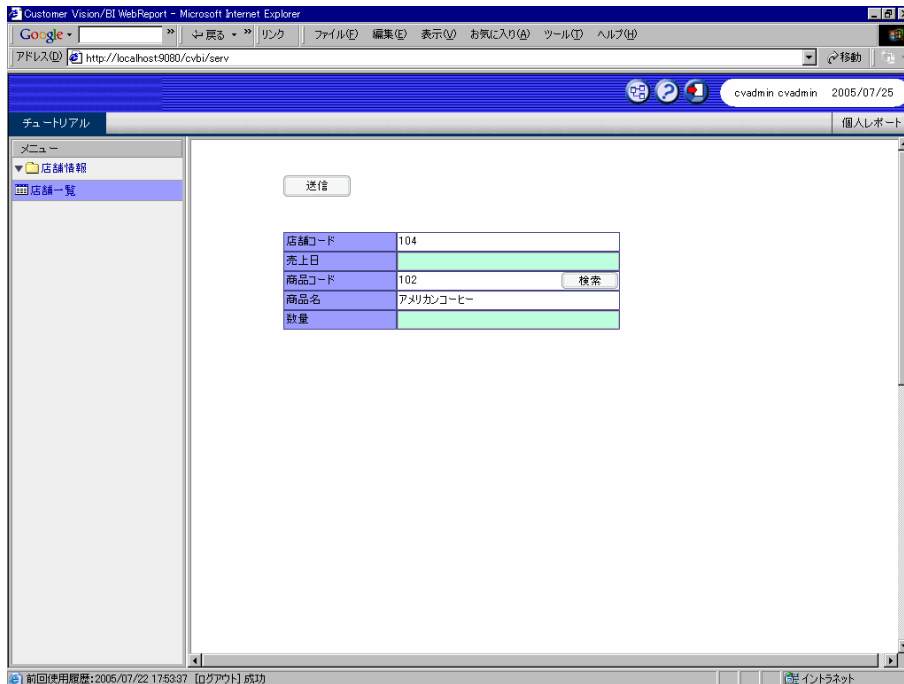 Customer Vision/BI WebReport - Microsoft Internet Explorer
Google » 戻る » リンク ファイル(F) 編集(E) 表示(V) お気に入り(A) ツール(T) ヘルプ(H)
アドレス(D) http://localhost:9080/cvbi/serv 移動
cvadmin cvadmin 2005/07/25
チュートリアル 個人レポート
メニュー
店舗情報
店舗一覧
送信
店舗コード 104
売上日
商品コード 102 検索
商品名 アメリカンコーヒー
数量
前回使用履歴:2005/07/22 17:53:37 [ログアウト] 成功 イントラネット